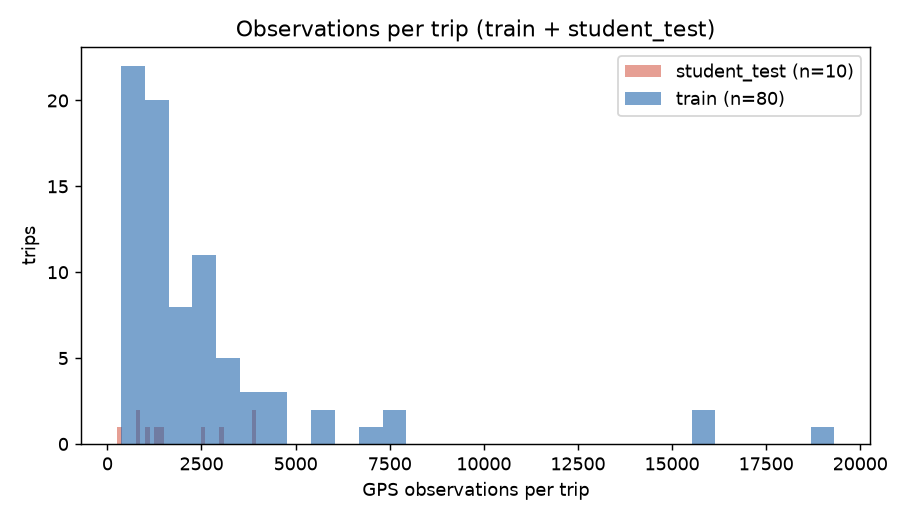 Observations per trip (train + student_test)
student_test (n=10)
train (n=80)
trips
20
15
10
5
0
0 2500 5000 7500 10000 12500 15000 17500 20000
GPS observations per trip